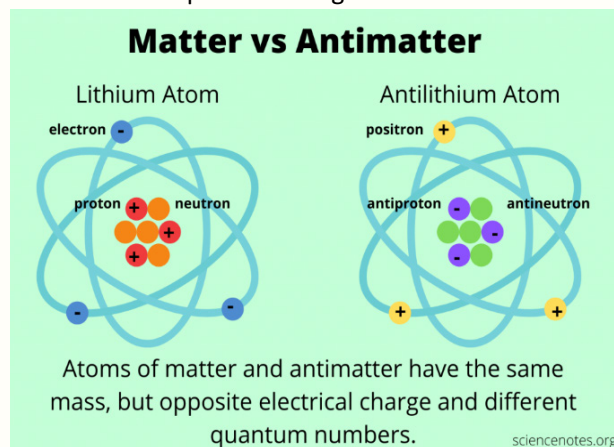 Matter vs Antimatter
Lithium Atom
Antilithium Atom
electron
-
positron
+
proton
+
neutron
+
+
antiproton
-
antineutron
-
-
-
-
+
+
Atoms of matter and antimatter have the same
mass, but opposite electrical charge and different
quantum numbers.
sciencenotes.org